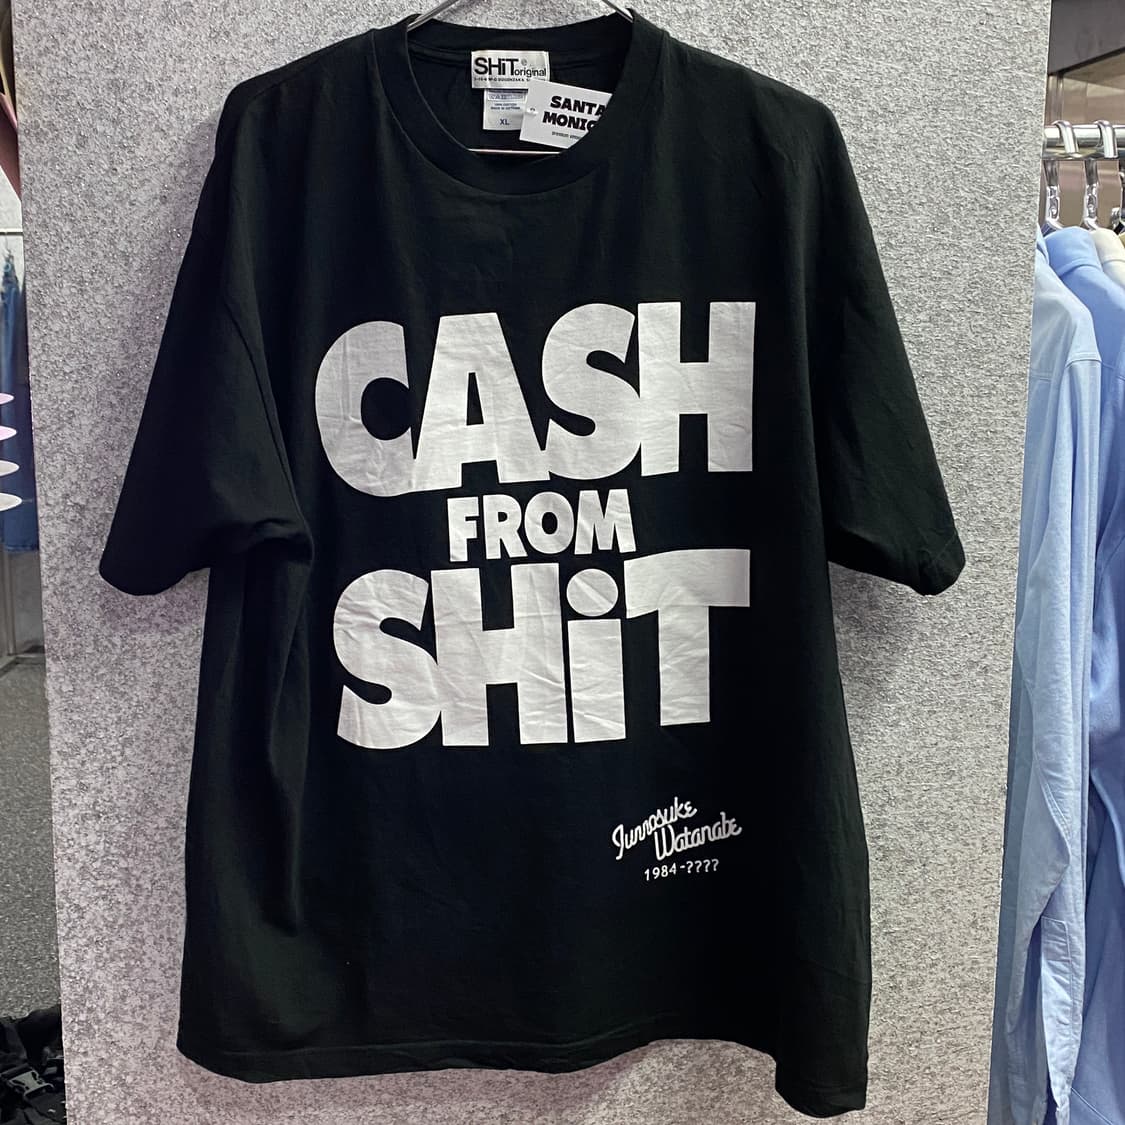 SHiT®
original
SANTA
MONIC
XL
CASH
FROM
SHiT
Junnosuke
Watanabe
1984-????